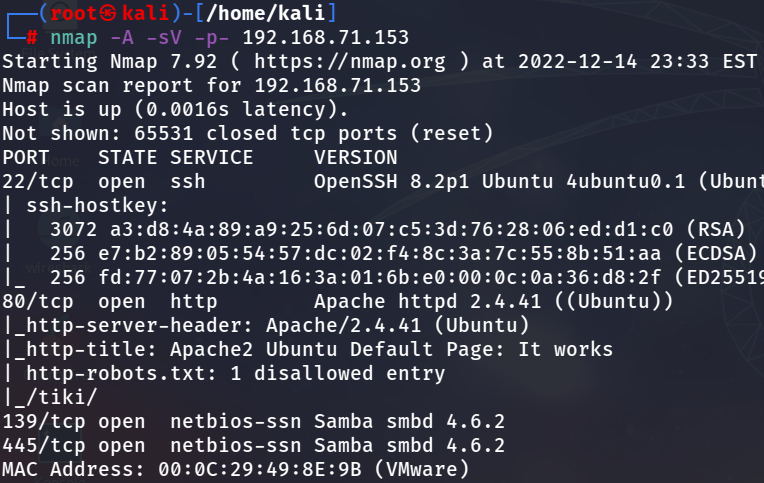 ┌──(root㉿kali)-[/home/kali]
└─# nmap -A -sV -p- 192.168.71.153
Starting Nmap 7.92 ( https://nmap.org ) at 2022-12-14 23:33 EST
Nmap scan report for 192.168.71.153
Host is up (0.0016s latency).
Not shown: 65531 closed tcp ports (reset)
PORT    STATE SERVICE     VERSION
22/tcp  open  ssh         OpenSSH 8.2p1 Ubuntu 4ubuntu0.1 (Ubunt
| ssh-hostkey:
|   3072 a3:d8:4a:89:a9:25:6d:07:c5:3d:76:28:06:ed:d1:c0 (RSA)
|   256 e7:b2:89:05:54:57:dc:02:f4:8c:3a:7c:55:8b:51:aa (ECDSA)
|_  256 fd:77:07:2b:4a:16:3a:01:6b:e0:00:0c:0a:36:d8:2f (ED25519
80/tcp  open  http        Apache httpd 2.4.41 ((Ubuntu))
|_http-server-header: Apache/2.4.41 (Ubuntu)
|_http-title: Apache2 Ubuntu Default Page: It works
| http-robots.txt: 1 disallowed entry
|_/tiki/
139/tcp open  netbios-ssn Samba smbd 4.6.2
445/tcp open  netbios-ssn Samba smbd 4.6.2
MAC Address: 00:0C:29:49:8E:9B (VMware)